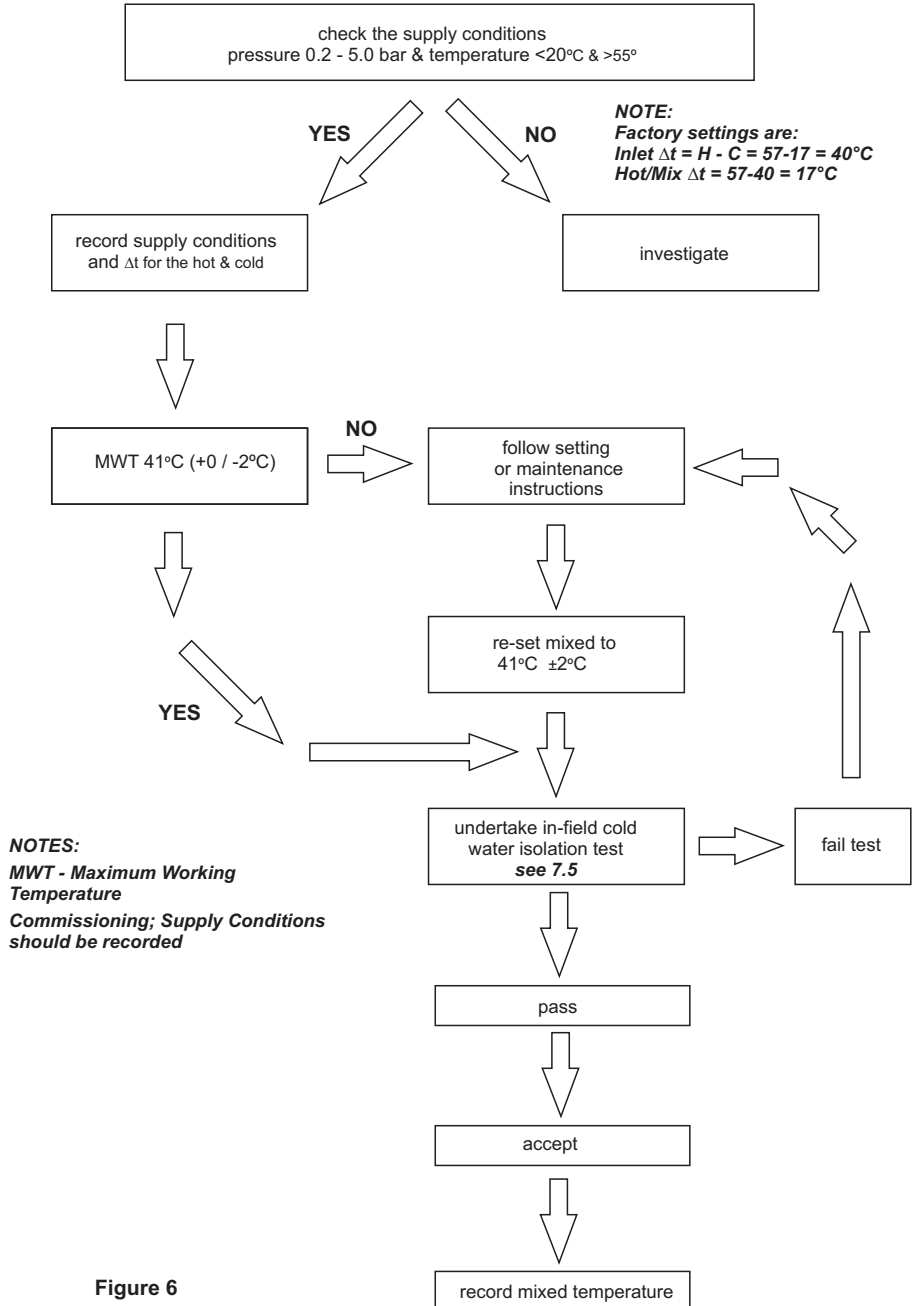 check the supply conditions
pressure 0.2 - 5.0 bar & temperature <20ºC & >55º
YES
NO
NOTE:
Factory settings are:
Inlet Δt = H - C = 57-17 = 40°C
Hot/Mix Δt = 57-40 = 17°C
record supply conditions
and Δt for the hot & cold
investigate
MWT 41ºC (+0 / -2ºC)
NO
follow setting
or maintenance
instructions
re-set mixed to
41ºC ±2ºC
YES
undertake in-field cold
water isolation test
see 7.5
fail test
NOTES:
MWT - Maximum Working
Temperature
Commissioning; Supply Conditions
should be recorded
pass
accept
Figure 6
record mixed temperature